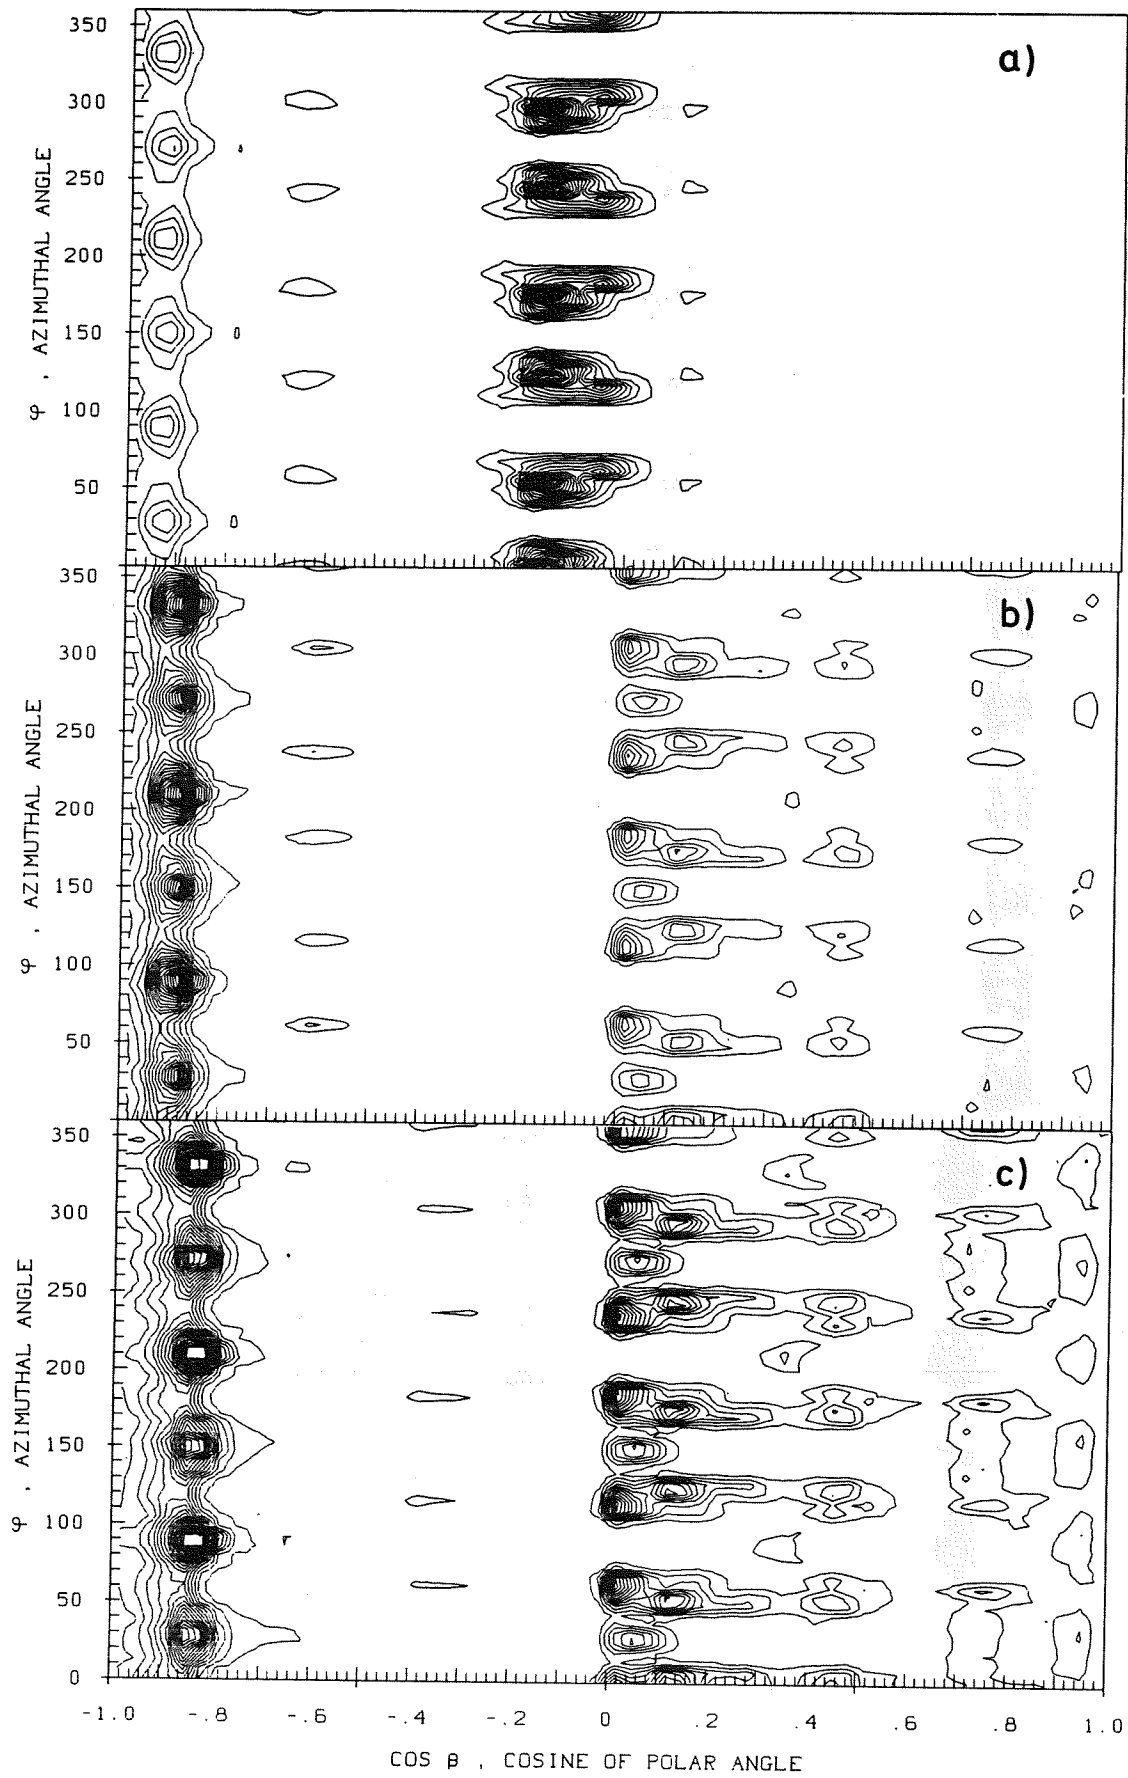 a)
350
300
250
200
150
100
50
φ , AZIMUTHAL ANGLE
b)
350
300
250
200
150
100
50
φ , AZIMUTHAL ANGLE
c)
350
300
250
200
150
100
50
0
φ , AZIMUTHAL ANGLE
-1.0 -.8 -.6 -.4 -.2 0 .2 .4 .6 .8 1.0
COS β , COSINE OF POLAR ANGLE